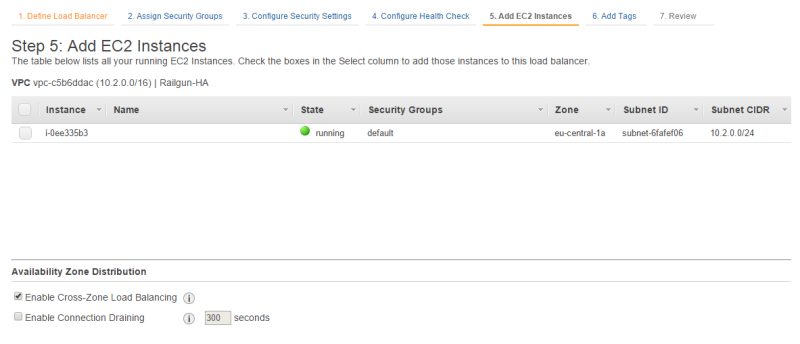 1. Define Load Balancer 2. Assign Security Groups 3. Configure Security Settings 4. Configure Health Check 5. Add EC2 Instances 6. Add Tags 7. Review
Step 5: Add EC2 Instances
The table below lists all your running EC2 Instances. Check the boxes in the Select column to add those instances to this load balancer.
VPC vpc-c5b6ddac (10.2.0.0/16) | Railgun-HA
Instance Name State Security Groups Zone Subnet ID Subnet CIDR
i-0ee335b3 running default eu-central-1a subnet-6fafef06 10.2.0.0/24
Availability Zone Distribution
Enable Cross-Zone Load Balancing i
Enable Connection Draining i 300 seconds